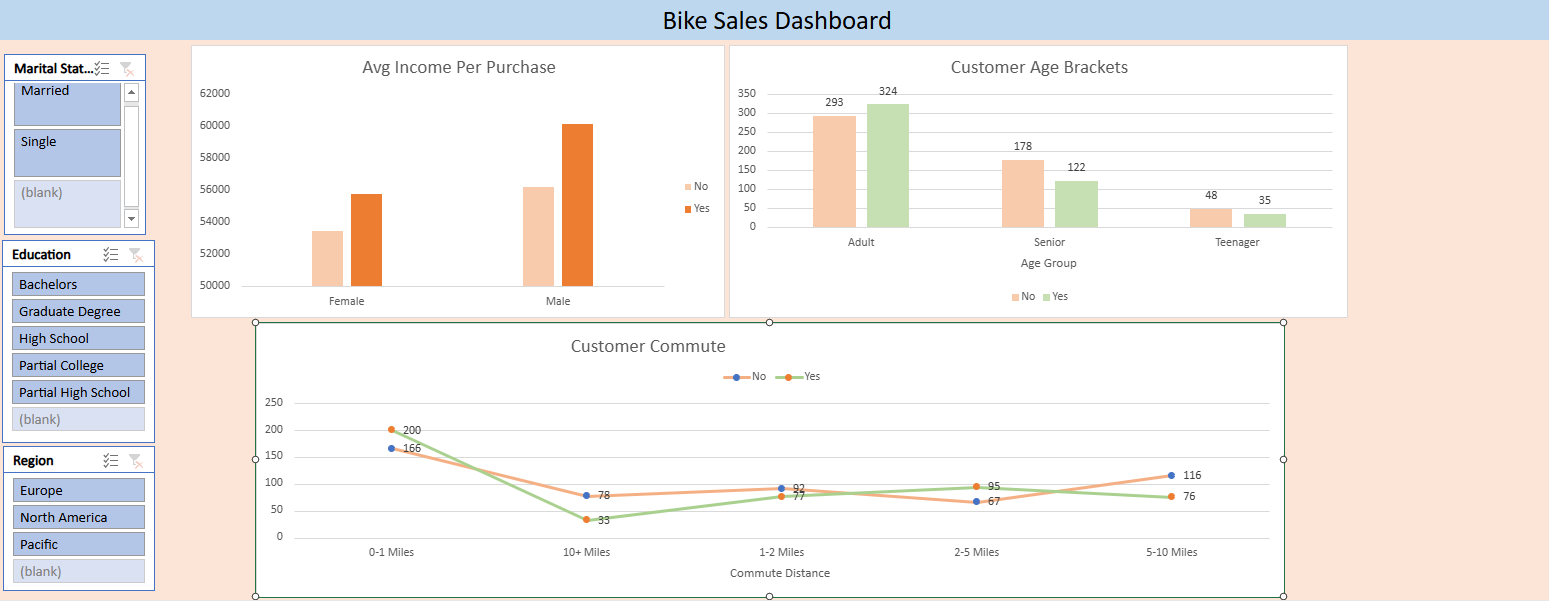 Bike Sales Dashboard
Marital Stat...
Married
Single
(blank)
Education
Bachelors
Graduate Degree
High School
Partial College
Partial High School
(blank)
Region
Europe
North America
Pacific
(blank)
Avg Income Per Purchase
62000
60000
58000
56000
54000
52000
50000
Female Male
No
Yes
Customer Age Brackets
350
300
250
200
150
100
50
0
293 324
178 122
48 35
Adult Senior Teenager
Age Group
No Yes
Customer Commute
No Yes
250
200
150
100
50
0
200
166
78
33
92
77
95
67
116
76
0-1 Miles 10+ Miles 1-2 Miles 2-5 Miles 5-10 Miles
Commute Distance